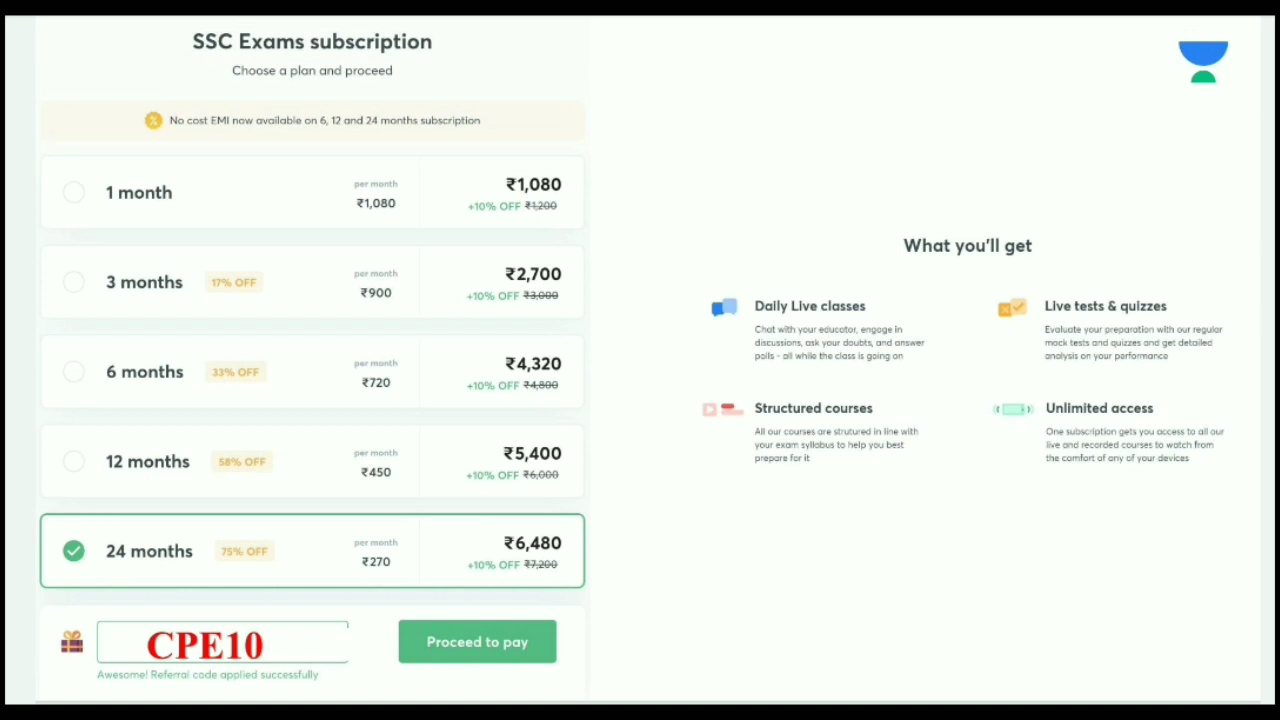 SSC Exams subscription
Choose a plan and proceed
No cost EMI now available on 6, 12 and 24 months subscription
1 month
per month
₹1,080
₹1,080
+10% OFF ₹1,200
3 months 17% OFF
per month
₹900
₹2,700
+10% OFF ₹3,000
6 months 33% OFF
per month
₹720
₹4,320
+10% OFF ₹4,800
12 months 58% OFF
per month
₹450
₹5,400
+10% OFF ₹6,000
24 months 75% OFF
per month
₹270
₹6,480
+10% OFF ₹7,200
CPE10
Awesome! Referral code applied successfully
Proceed to pay
What you'll get
Daily Live classes
Chat with your educator, engage in
discussions, ask your doubts, and answer
polls - all while the class is going on
Live tests & quizzes
Evaluate your preparation with our regular
mock tests and quizzes and get detailed
analysis on your performance
Structured courses
All our courses are strutured in line with
your exam syllabus to help you best
prepare for it
Unlimited access
One subscription gets you access to all our
live and recorded courses to watch from
the comfort of any of your devices